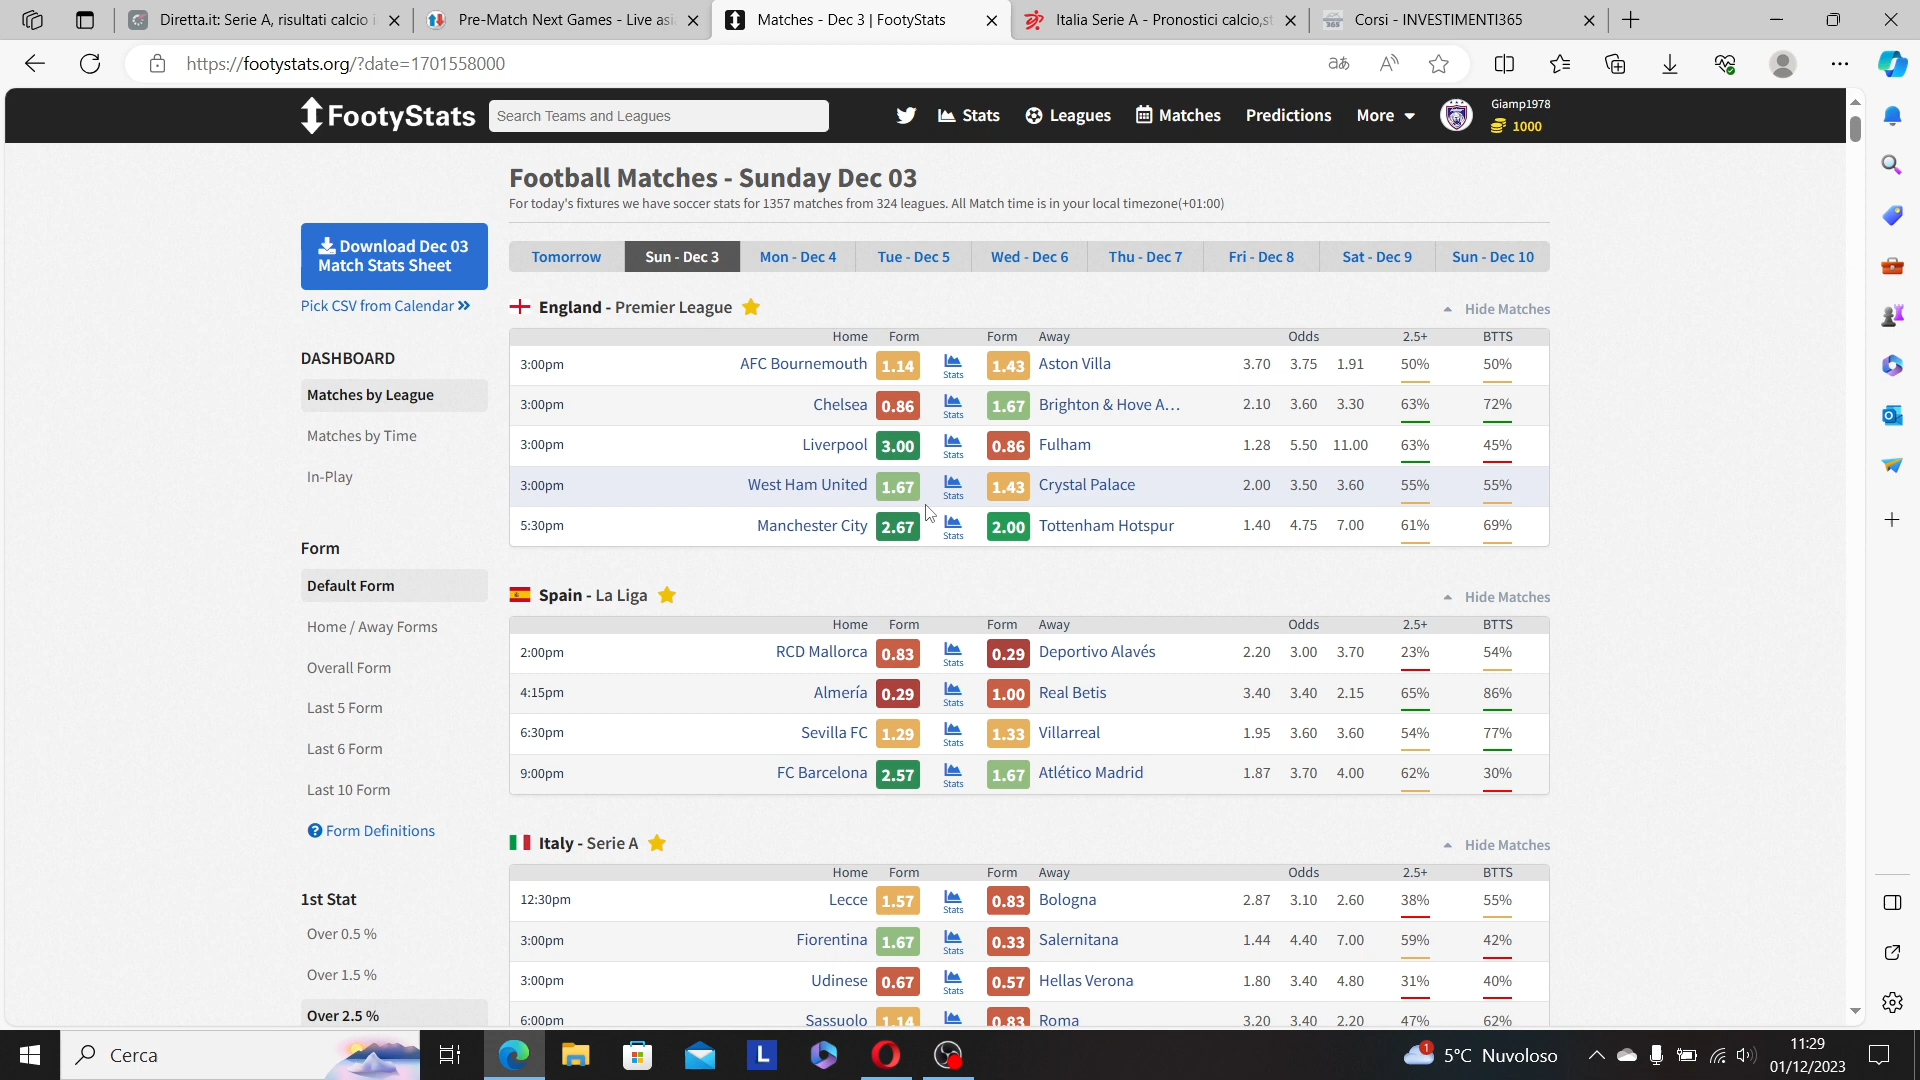 Diretta.it: Serie A, risultati calcio i
Pre-Match Next Games - Live asi
Matches - Dec 3 | FootyStats
Italia Serie A - Pronostici calcio,st
Corsi - INVESTIMENTI365
https://footystats.org/?date=1701558000
FootyStats
Search Teams and Leagues
Stats
Leagues
Matches
Predictions
More
Giamp1978
1000
Football Matches - Sunday Dec 03
For today's fixtures we have soccer stats for 1357 matches from 324 leagues. All Match time is in your local timezone(+01:00)
Download Dec 03
Match Stats Sheet
Pick CSV from Calendar
DASHBOARD
Matches by League
Matches by Time
In-Play
Form
Default Form
Home / Away Forms
Overall Form
Last 5 Form
Last 6 Form
Last 10 Form
Form Definitions
1st Stat
Over 0.5 %
Over 1.5 %
Over 2.5 %
Tomorrow Sun - Dec 3 Mon - Dec 4 Tue - Dec 5 Wed - Dec 6 Thu - Dec 7 Fri - Dec 8 Sat - Dec 9 Sun - Dec 10
England - Premier League Hide Matches
Home Form Form Away Odds 2.5+ BTTS
3:00pm AFC Bournemouth 1.14 Stats 1.43 Aston Villa 3.70 3.75 1.91 50% 50%
3:00pm Chelsea 0.86 Stats 1.67 Brighton & Hove A... 2.10 3.60 3.30 63% 72%
3:00pm Liverpool 3.00 Stats 0.86 Fulham 1.28 5.50 11.00 63% 45%
3:00pm West Ham United 1.67 Stats 1.43 Crystal Palace 2.00 3.50 3.60 55% 55%
5:30pm Manchester City 2.67 Stats 2.00 Tottenham Hotspur 1.40 4.75 7.00 61% 69%
Spain - La Liga Hide Matches
Home Form Form Away Odds 2.5+ BTTS
2:00pm RCD Mallorca 0.83 Stats 0.29 Deportivo Alavés 2.20 3.00 3.70 23% 54%
4:15pm Almería 0.29 Stats 1.00 Real Betis 3.40 3.40 2.15 65% 86%
6:30pm Sevilla FC 1.29 Stats 1.33 Villarreal 1.95 3.60 3.60 54% 77%
9:00pm FC Barcelona 2.57 Stats 1.67 Atlético Madrid 1.87 3.70 4.00 62% 30%
Italy - Serie A Hide Matches
Home Form Form Away Odds 2.5+ BTTS
12:30pm Lecce 1.57 Stats 0.83 Bologna 2.87 3.10 2.60 38% 55%
3:00pm Fiorentina 1.67 Stats 0.33 Salernitana 1.44 4.40 7.00 59% 42%
3:00pm Udinese 0.67 Stats 0.57 Hellas Verona 1.80 3.40 4.80 31% 40%
6:00pm Sassuolo 1.14 0.83 Roma 3.20 3.40 2.20 47% 62%
Cerca
1
5°C Nuvoloso
11:29
01/12/2023